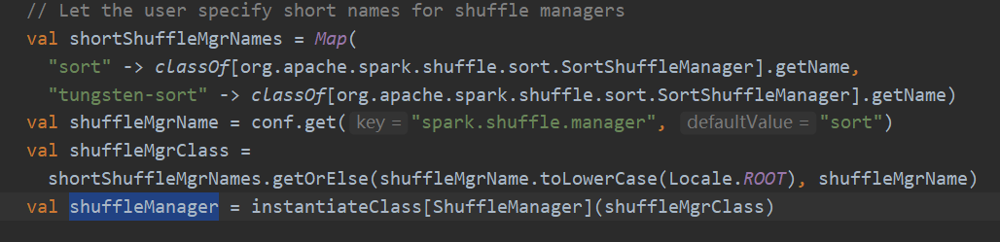 // Let the user specify short names for shuffle managers
val shortShuffleMgrNames = Map(
"sort" -> classOf[org.apache.spark.shuffle.sort.SortShuffleManager].getName,
"tungsten-sort" -> classOf[org.apache.spark.shuffle.sort.SortShuffleManager].getName)
val shuffleMgrName = conf.get( key = "spark.shuffle.manager", defaultValue = "sort")
val shuffleMgrClass =
shortShuffleMgrNames.getOrElse(shuffleMgrName.toLowerCase(Locale.ROOT), shuffleMgrName)
val shuffleManager = instantiateClass[ShuffleManager](shuffleMgrClass)